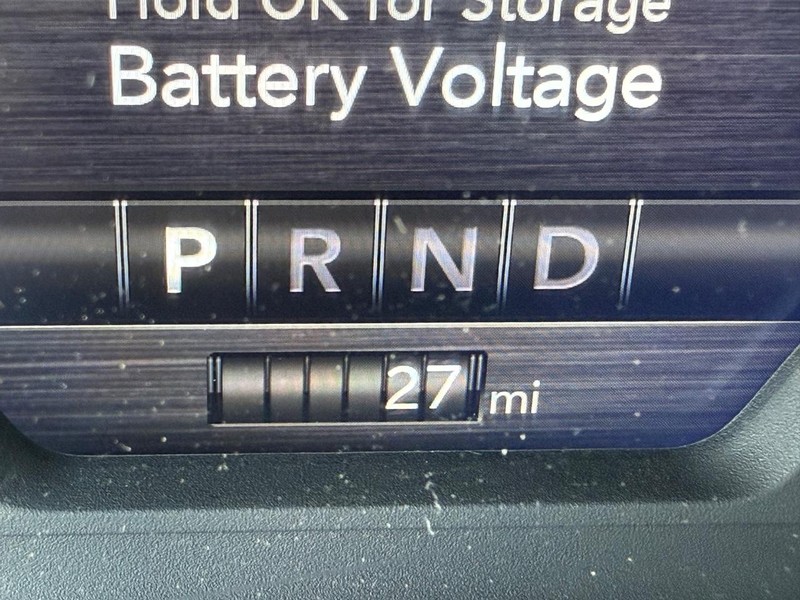 Hold OK for Storage
Battery Voltage
P R N D
27 mi